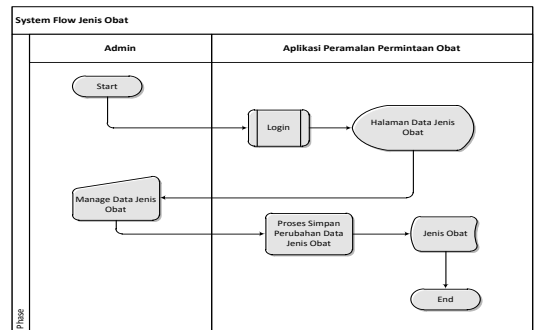 System Flow Jenis Obat
Admin
Aplikasi Peramalan Permintaan Obat
Start
Login
Halaman Data Jenis
Obat
Manage Data Jenis
Obat
Proses Simpan
Perubahan Data
Jenis Obat
Jenis Obat
End
Phase